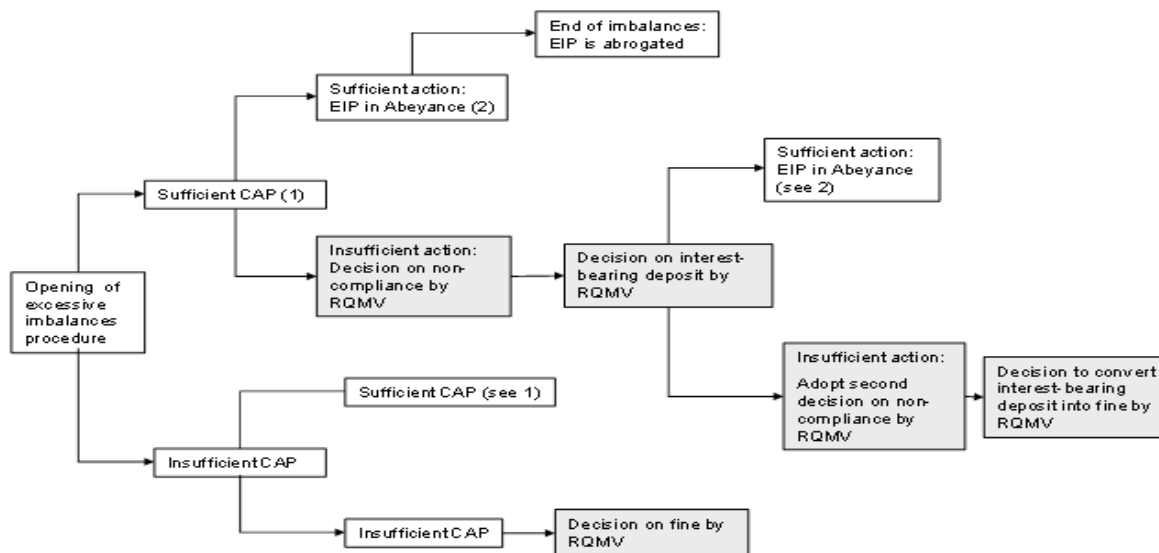 End of imbalances:
EIP is abrogated
Sufficient action:
EIP in Abeyance (2)
Sufficient action:
EIP in Abeyance
(see 2)
Sufficient CAP (1)
Insufficient action:
Decision on non-
compliance by
RQMV
Decision on interest-
bearing deposit by
RQMV
Opening of
excessive
imbalances
procedure
Insufficient action:
Adopt second
decision on non-
compliance by
RQMV
Decision to convert
interest-bearing
deposit into fine by
RQMV
Sufficient CAP (see 1)
Insufficient CAP
Insufficient CAP
Decision on fine by
RQMV